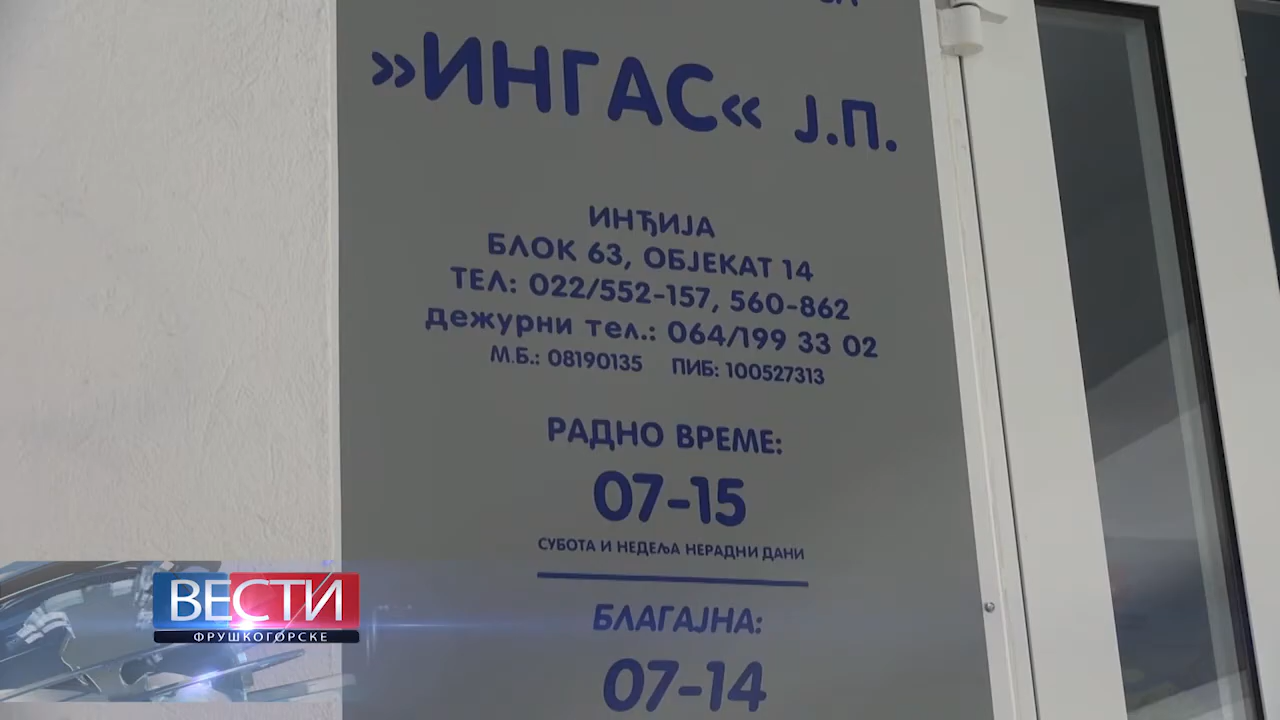 »ИНГАС« Ј.П.
ИНЂИЈА
БЛОК 63, ОБЈЕКАТ 14
ТЕЛ: 022/552-157, 560-862
дежурни тел.: 064/199 33 02
М.Б.: 08190135 ПИБ: 100527313
РАДНО ВРЕМЕ:
07-15
СУБОТА И НЕДЕЉА НЕРАДНИ ДАНИ
БЛАГАЈНА:
07-14
ВЕСТИ
ФРУШКОГОРСКЕ